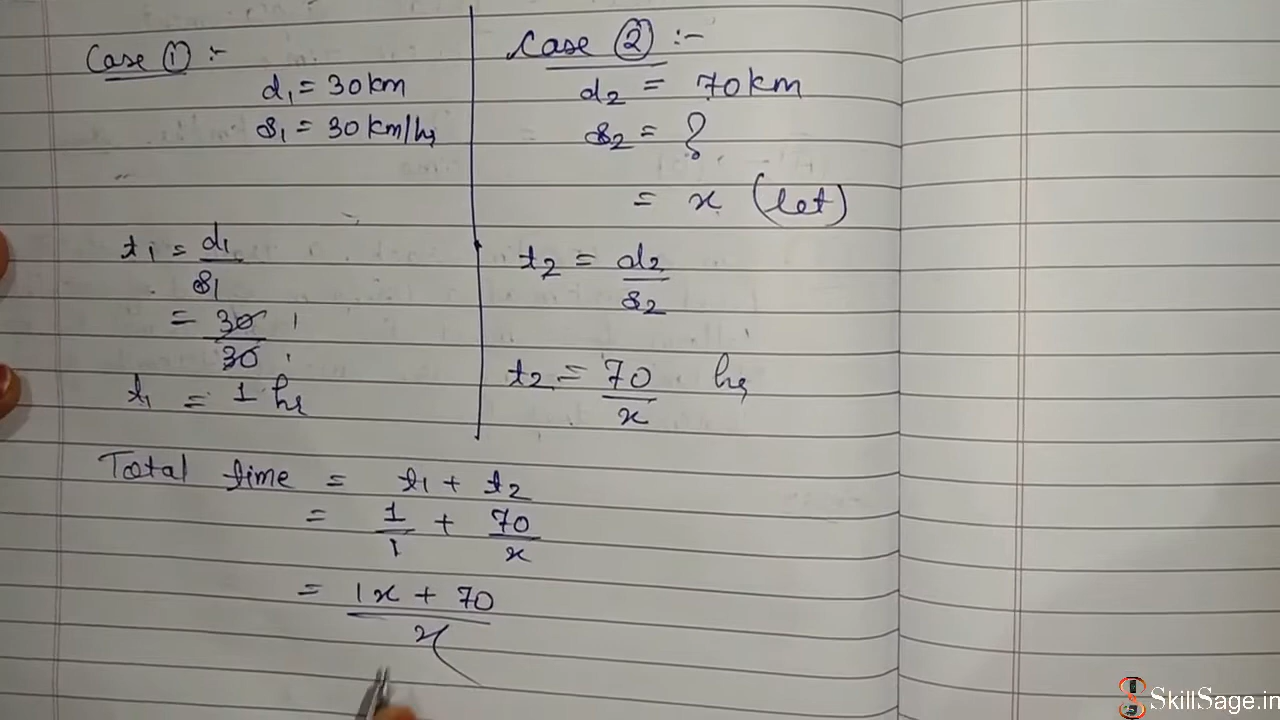 Case ① :-
d₁ = 30 km
s₁ = 30 km/hr
t₁ = d₁/s₁
= 30/30 1 1
t₁ = 1 hr
Case ② :-
d₂ = 70 km
s₂ = ?
= x (let)
t₂ = d₂/s₂
t₂ = 70/x hr
Total time = t₁ + t₂
= 1/1 + 70/x
= 1x + 70/x
SkillSage.in